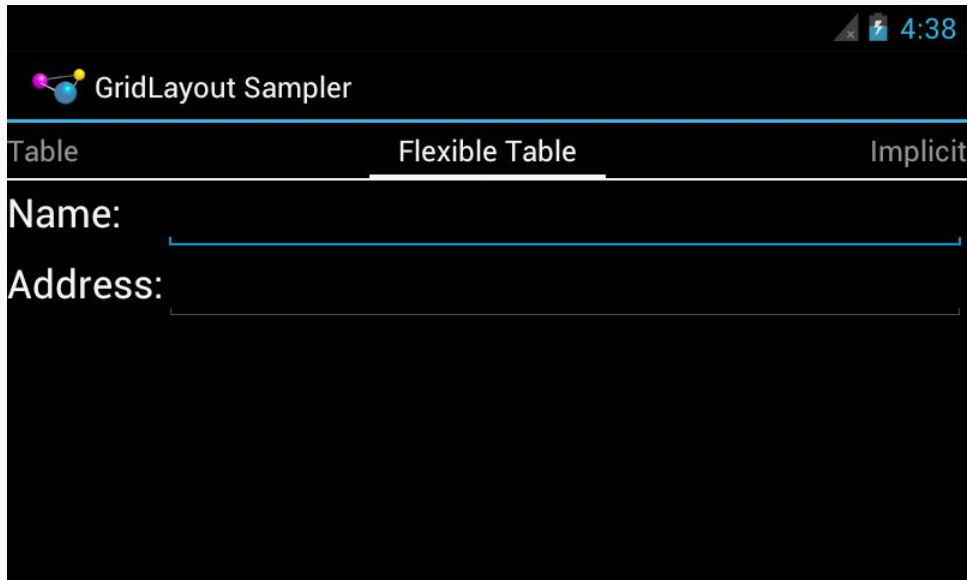 4:38
GridLayout Sampler
Table Flexible Table Implicit
Name:
Address: